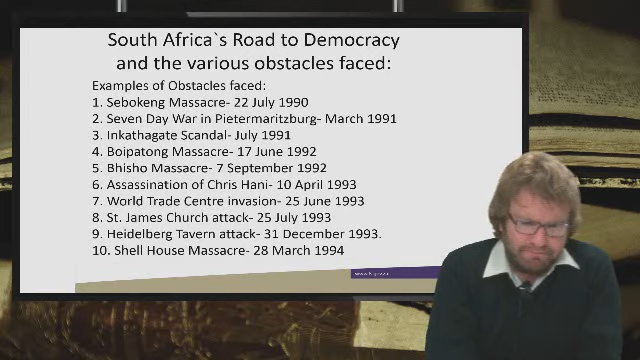 South Africa`s Road to Democracy
and the various obstacles faced:
Examples of Obstacles faced:
1. Sebokeng Massacre- 22 July 1990
2. Seven Day War in Pietermaritzburg- March 1991
3. Inkathagate Scandal- July 1991
4. Boipatong Massacre- 17 June 1992
5. Bhisho Massacre- 7 September 1992
6. Assassination of Chris Hani- 10 April 1993
7. World Trade Centre invasion- 25 June 1993
8. St. James Church attack- 25 July 1993
9. Heidelberg Tavern attack- 31 December 1993.
10. Shell House Massacre- 28 March 1994